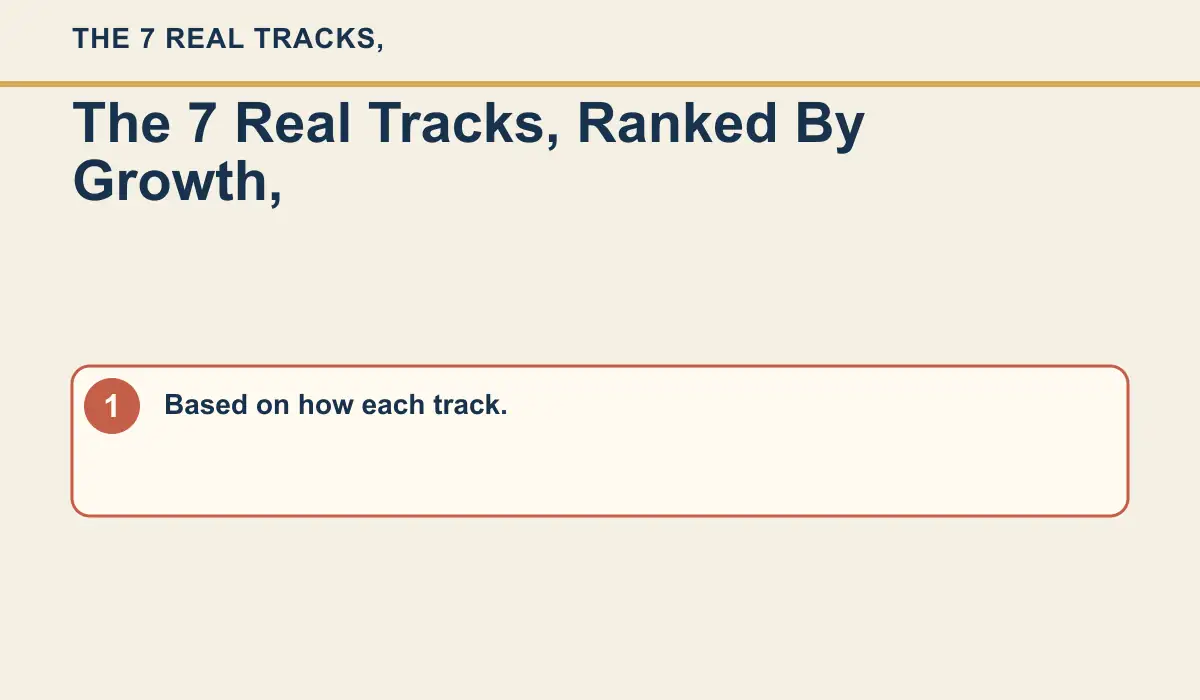 THE 7 REAL TRACKS,
The 7 Real Tracks, Ranked By
Growth,
1
Based on how each track.